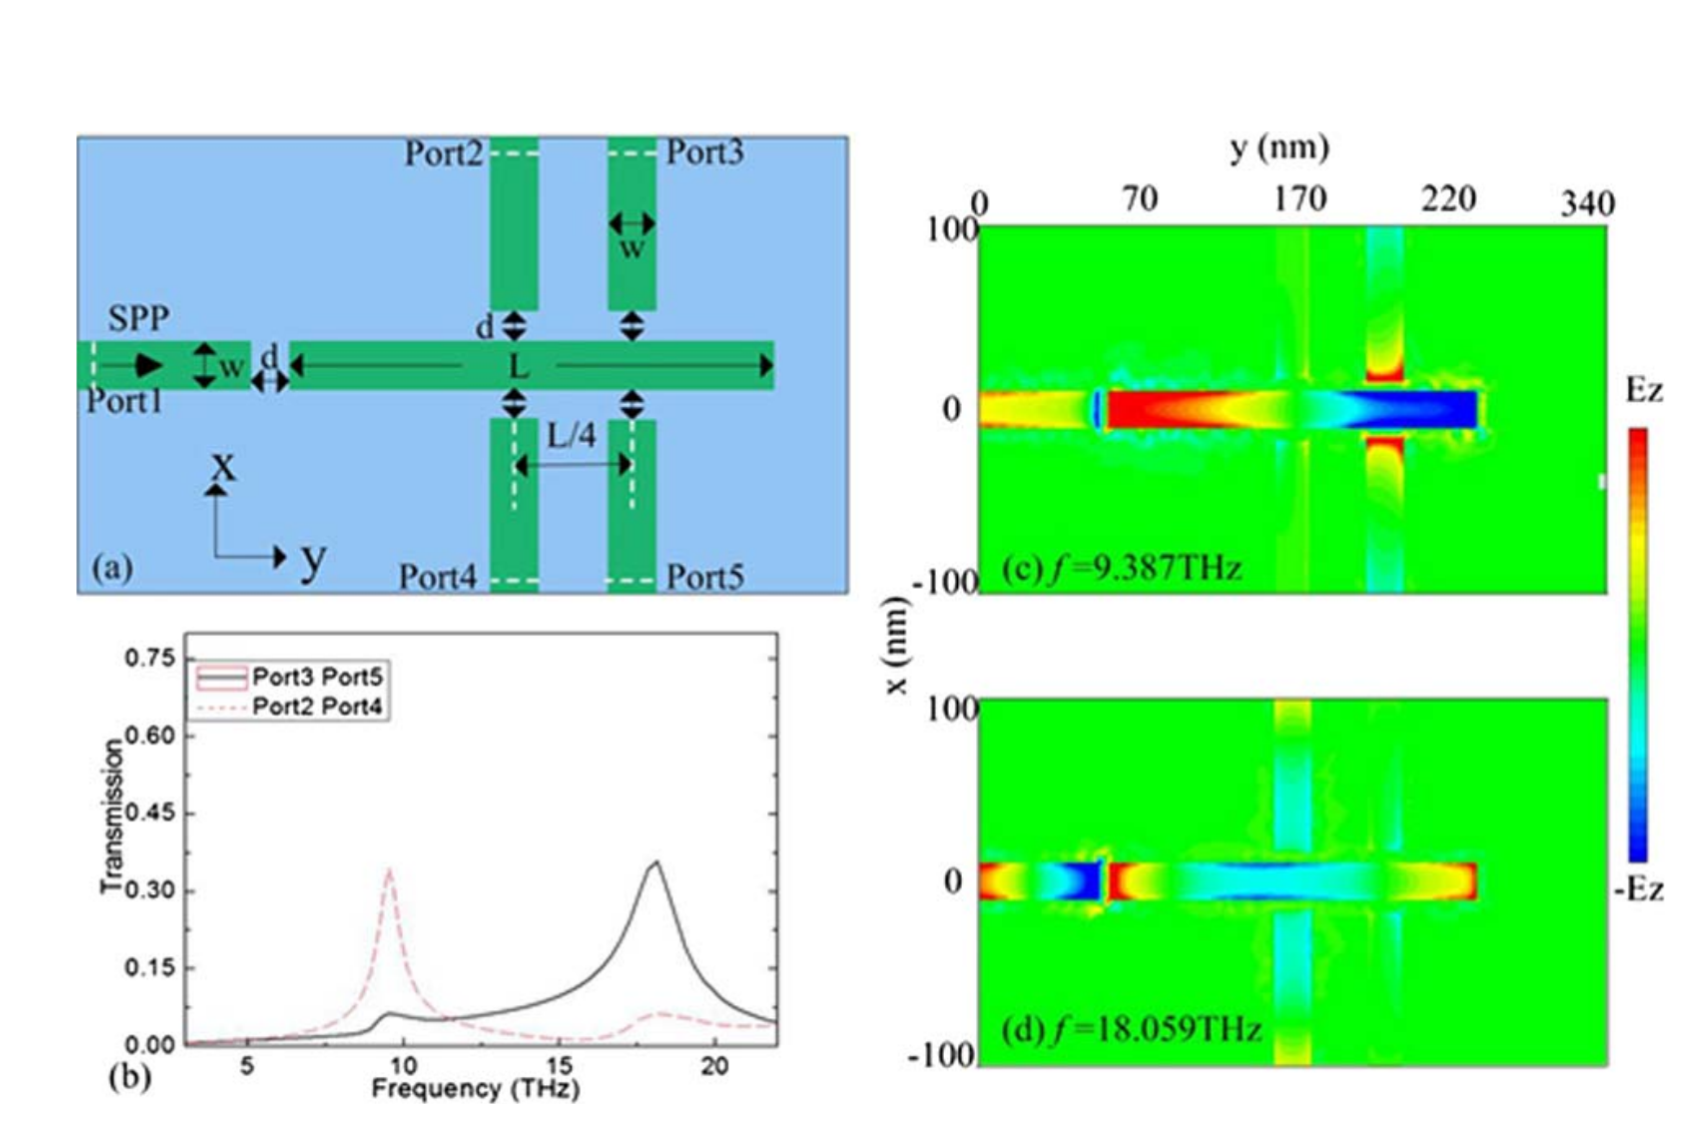 Port2
Port3
w
SPP
d
w
d
L
Port1
L/4
x
y
(a)
Port4
Port5
0.75
0.60
0.45
0.30
0.15
0.00
Transmission
Port3 Port5
Port2 Port4
5
10
15
20
Frequency (THz)
(b)
y (nm)
0
70
170
220
340
100
0
-100
(c) f =9.387THz
x (nm)
100
0
-100
(d) f =18.059THz
Ez
-Ez